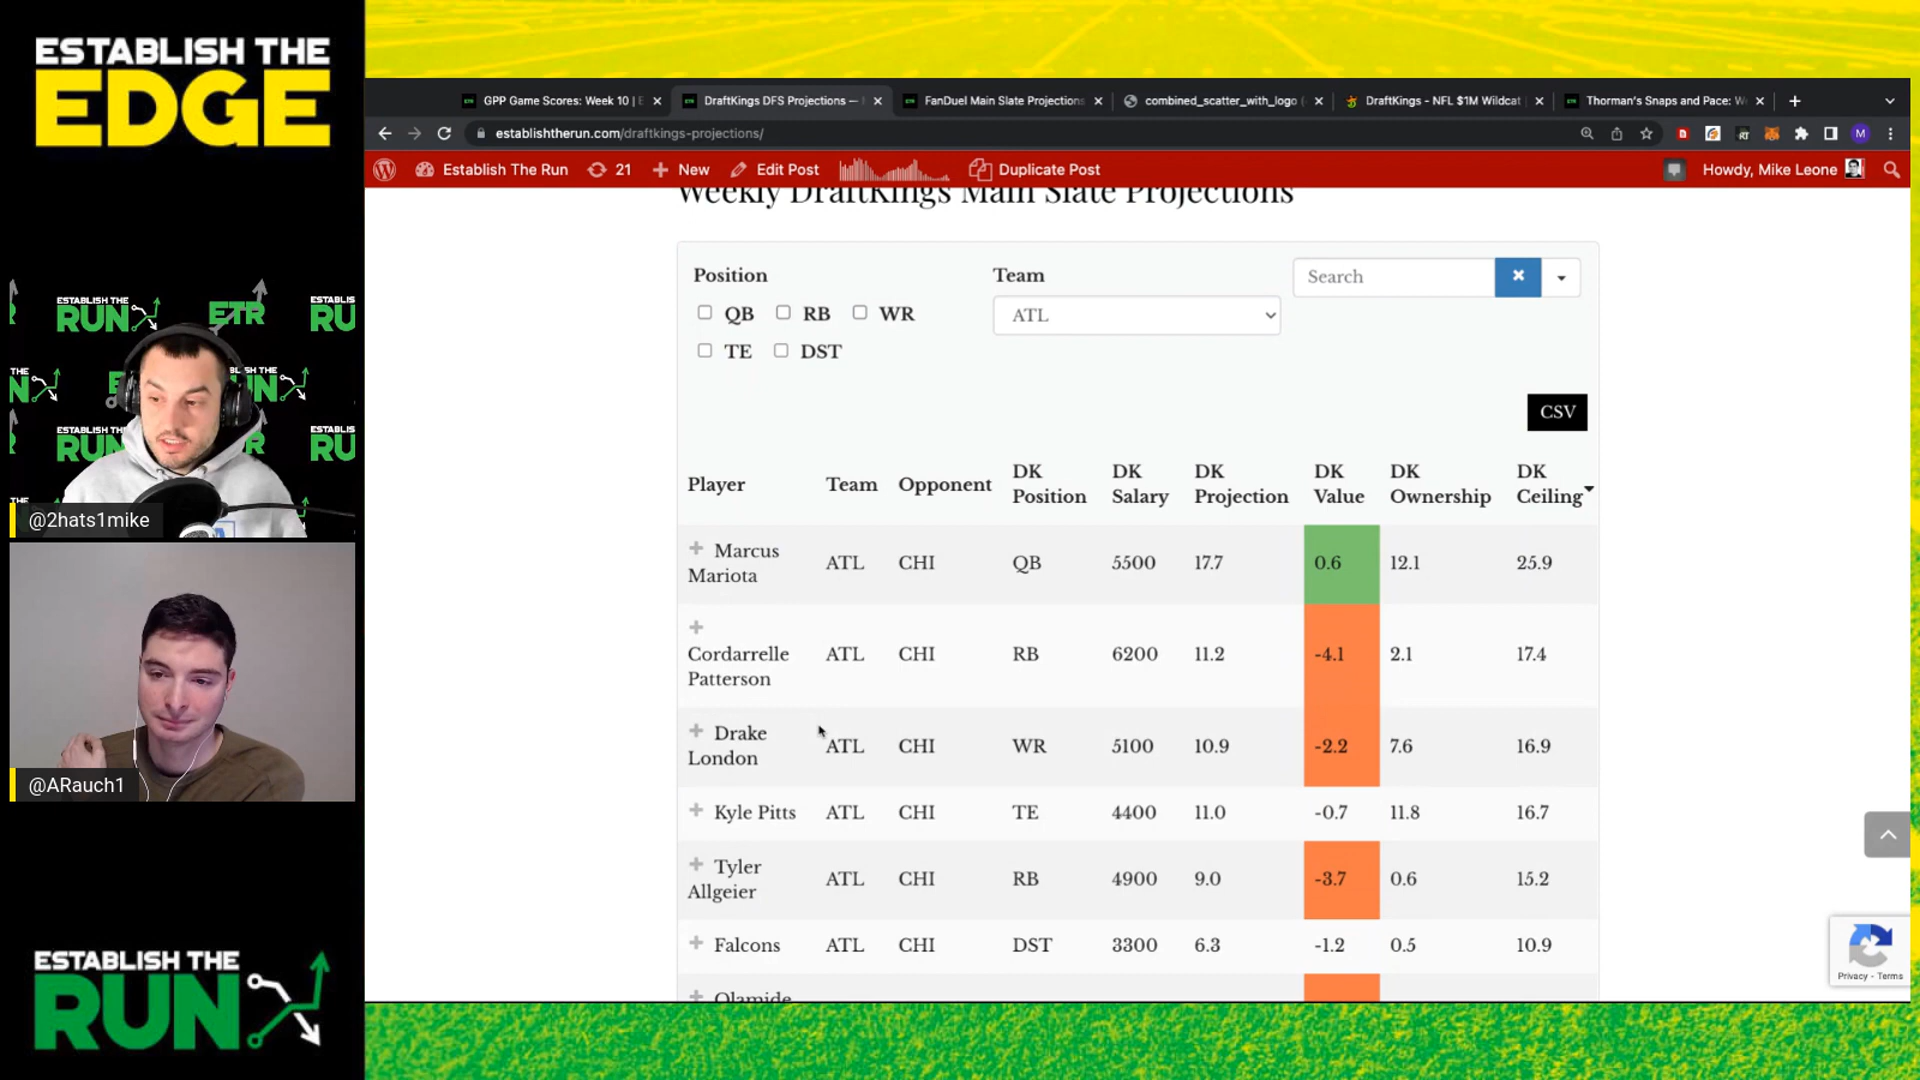 ESTABLISH THE
EDGE
GPP Game Scores: Week 10 | E
DraftKings DFS Projections —
FanDuel Main Slate Projections
combined_scatter_with_logo (
DraftKings - NFL $1M Wildcat
Thorman's Snaps and Pace: W
establishtherun.com/draftkings-projections/
Establish The Run
21
New
Edit Post
Duplicate Post
Howdy, Mike Leone
Weekly DraftKings Main Slate Projections
Position
Team
Search
QB
RB
WR
ATL
TE
DST
CSV
Player
Team
Opponent
DK Position
DK Salary
DK Projection
DK Value
DK Ownership
DK Ceiling
Marcus Mariota ATL CHI QB 5500 17.7 0.6 12.1 25.9
Cordarrelle Patterson ATL CHI RB 6200 11.2 -4.1 2.1 17.4
Drake London ATL CHI WR 5100 10.9 -2.2 7.6 16.9
Kyle Pitts ATL CHI TE 4400 11.0 -0.7 11.8 16.7
Tyler Allgeier ATL CHI RB 4900 9.0 -3.7 0.6 15.2
Falcons ATL CHI DST 3300 6.3 -1.2 0.5 10.9
Olamide
Privacy - Terms
ESTABLISH THE
RUN
ETR
@2hats1mike
@ARauch1
ESTABLISH THE
RUN